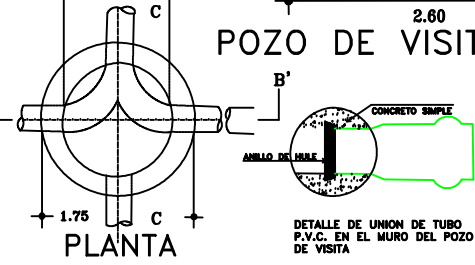 C
2.60
POZO DE VISIT
B'
CONCRETO SIMPLE
ANILLO DE HULE
1.75
C
PLANTA
DETALLE DE UNION DE TUBO
P.V.C. EN EL MURO DEL POZO
DE VISITA